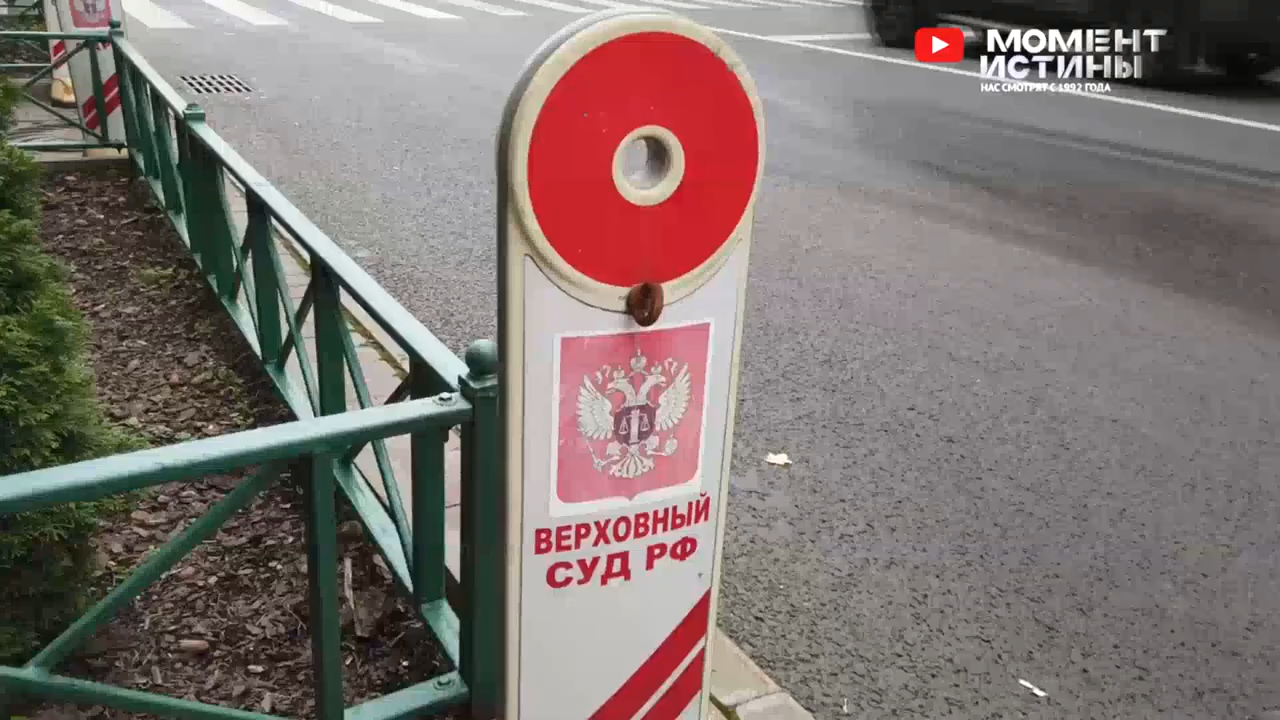 МОМЕНТ
ИСТИНЫ
НАС СМОТРЯТ С 1992 ГОДА
ВЕРХОВНЫЙ
СУД РФ